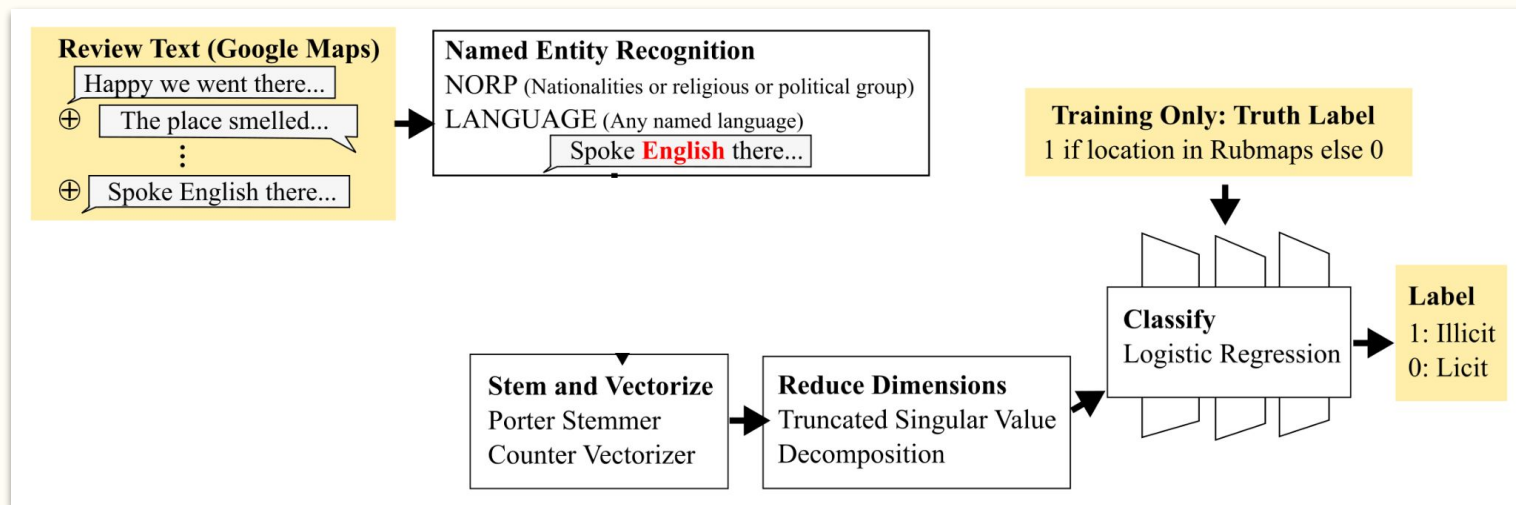 Review Text (Google Maps)
Happy we went there...
⊕ The place smelled...
⋮
⊕ Spoke English there...
Named Entity Recognition
NORP (Nationalities or religious or political group)
LANGUAGE (Any named language)
Spoke English there...
Training Only: Truth Label
1 if location in Rubmaps else 0
Stem and Vectorize
Porter Stemmer
Counter Vectorizer
Reduce Dimensions
Truncated Singular Value
Decomposition
Classify
Logistic Regression
Label
1: Illicit
0: Licit